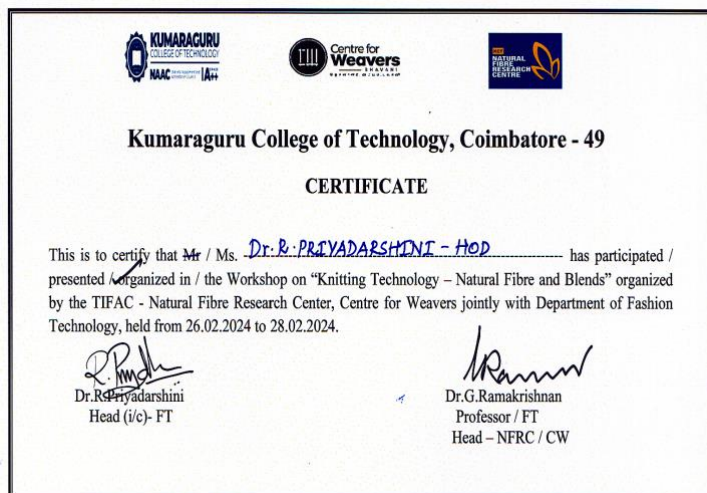 KUMARAGURU
COLLEGE OF TECHNOLOGY
NAAC A++
Centre for
Weavers
BHAVANI
KCT
NATURAL
FIBRE
RESEARCH
CENTRE
Kumaraguru College of Technology, Coimbatore - 49
CERTIFICATE
This is to certify that Mr / Ms. Dr. R. PRIYADARSHINI - HOD has participated /
presented / organized in / the Workshop on “Knitting Technology – Natural Fibre and Blends” organized
by the TIFAC - Natural Fibre Research Center, Centre for Weavers jointly with Department of Fashion
Technology, held from 26.02.2024 to 28.02.2024.
Dr.R.Priyadarshini
Head (i/c)- FT
Dr.G.Ramakrishnan
Professor / FT
Head – NFRC / CW